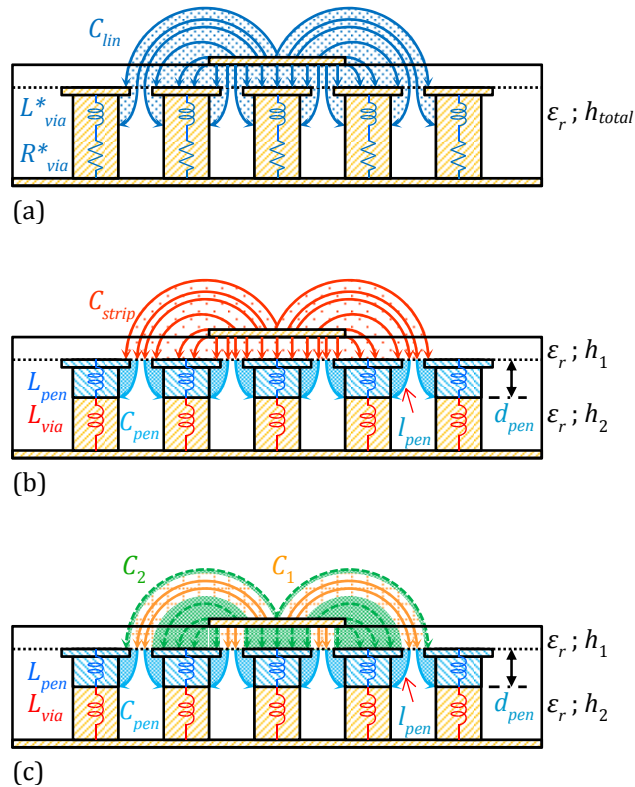 C_lin
L*_via
R*_via
ε_r ; h_total
(a)
C_strip
L_pen
L_via
C_pen
l_pen
d_pen
ε_r ; h_1
ε_r ; h_2
(b)
C_2
C_1
L_pen
L_via
C_pen
l_pen
d_pen
ε_r ; h_1
ε_r ; h_2
(c)